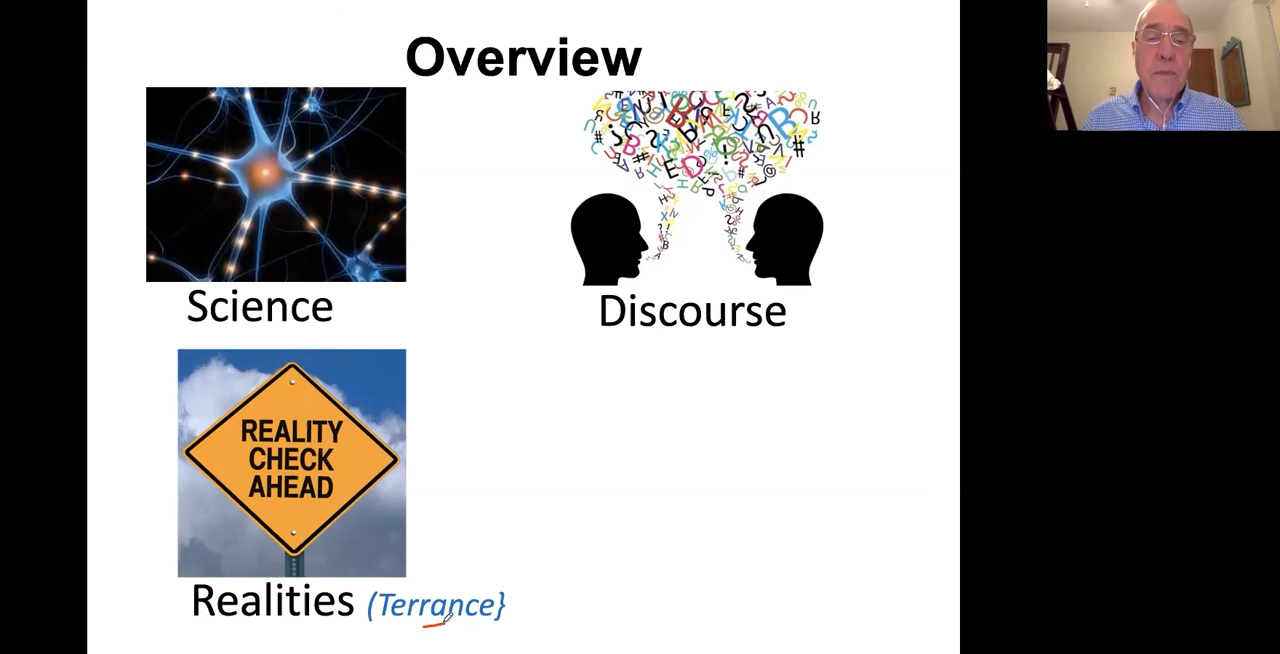 Overview
Science
Discourse
REALITY
CHECK
AHEAD
Realities (Terrance}